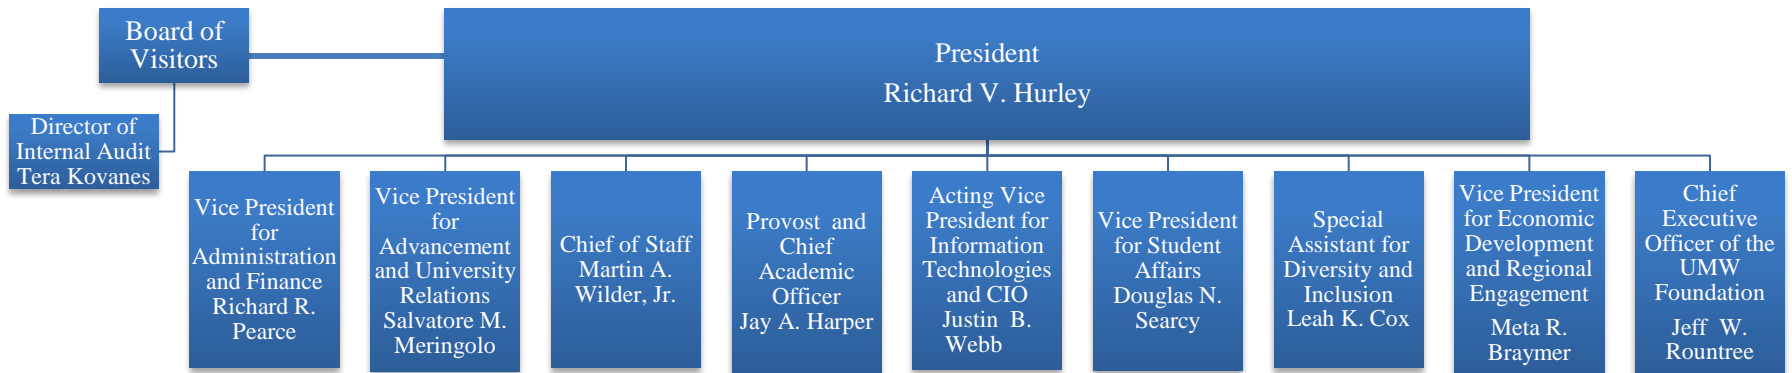 Board of
Visitors
President
Richard V. Hurley
Director of
Internal Audit
Tera Kovanes
Vice President
for
Administration
and Finance
Richard R.
Pearce
Vice President
for
Advancement
and University
Relations
Salvatore M.
Meringolo
Chief of Staff
Martin A.
Wilder, Jr.
Provost and
Chief
Academic
Officer
Jay A. Harper
Acting Vice
President for
Information
Technologies
and CIO
Justin B.
Webb
Vice President
for Student
Affairs
Douglas N.
Searcy
Special
Assistant for
Diversity and
Inclusion
Leah K. Cox
Vice President
for Economic
Development
and Regional
Engagement
Meta R.
Braymer
Chief
Executive
Officer of the
UMW
Foundation
Jeff W.
Rountree